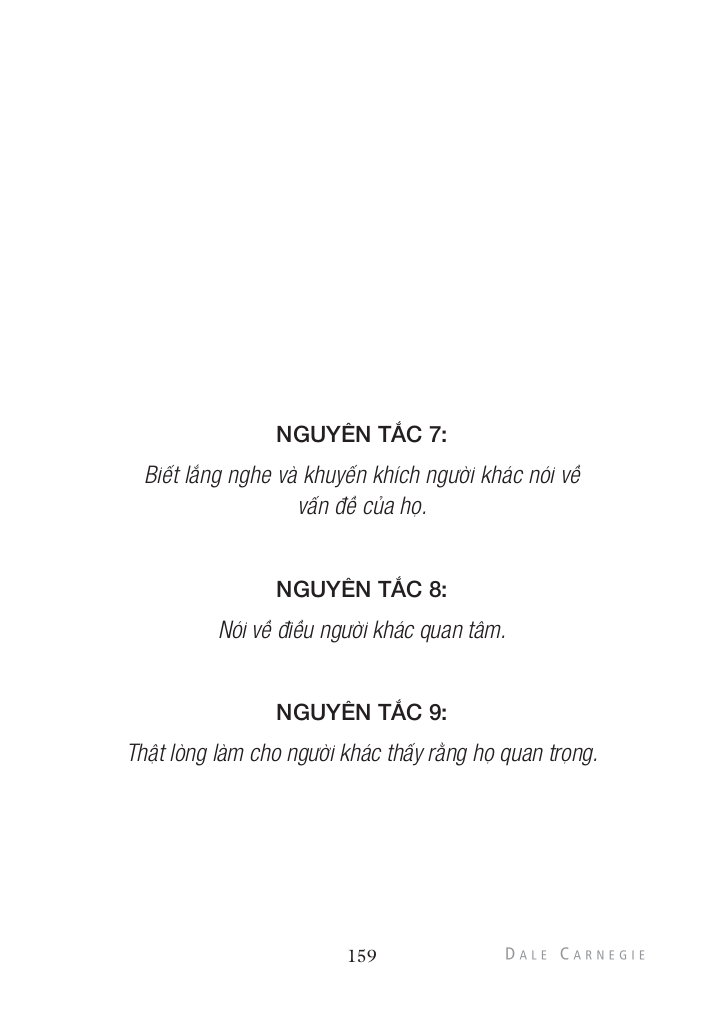 NGUYÊN TẮC 7:
Biết lắng nghe và khuyến khích người khác nói về
vấn đề của họ.
NGUYÊN TẮC 8:
Nói về điều người khác quan tâm.
NGUYÊN TẮC 9:
Thật lòng làm cho người khác thấy rằng họ quan trọng.
159
DALE CARNEGIE